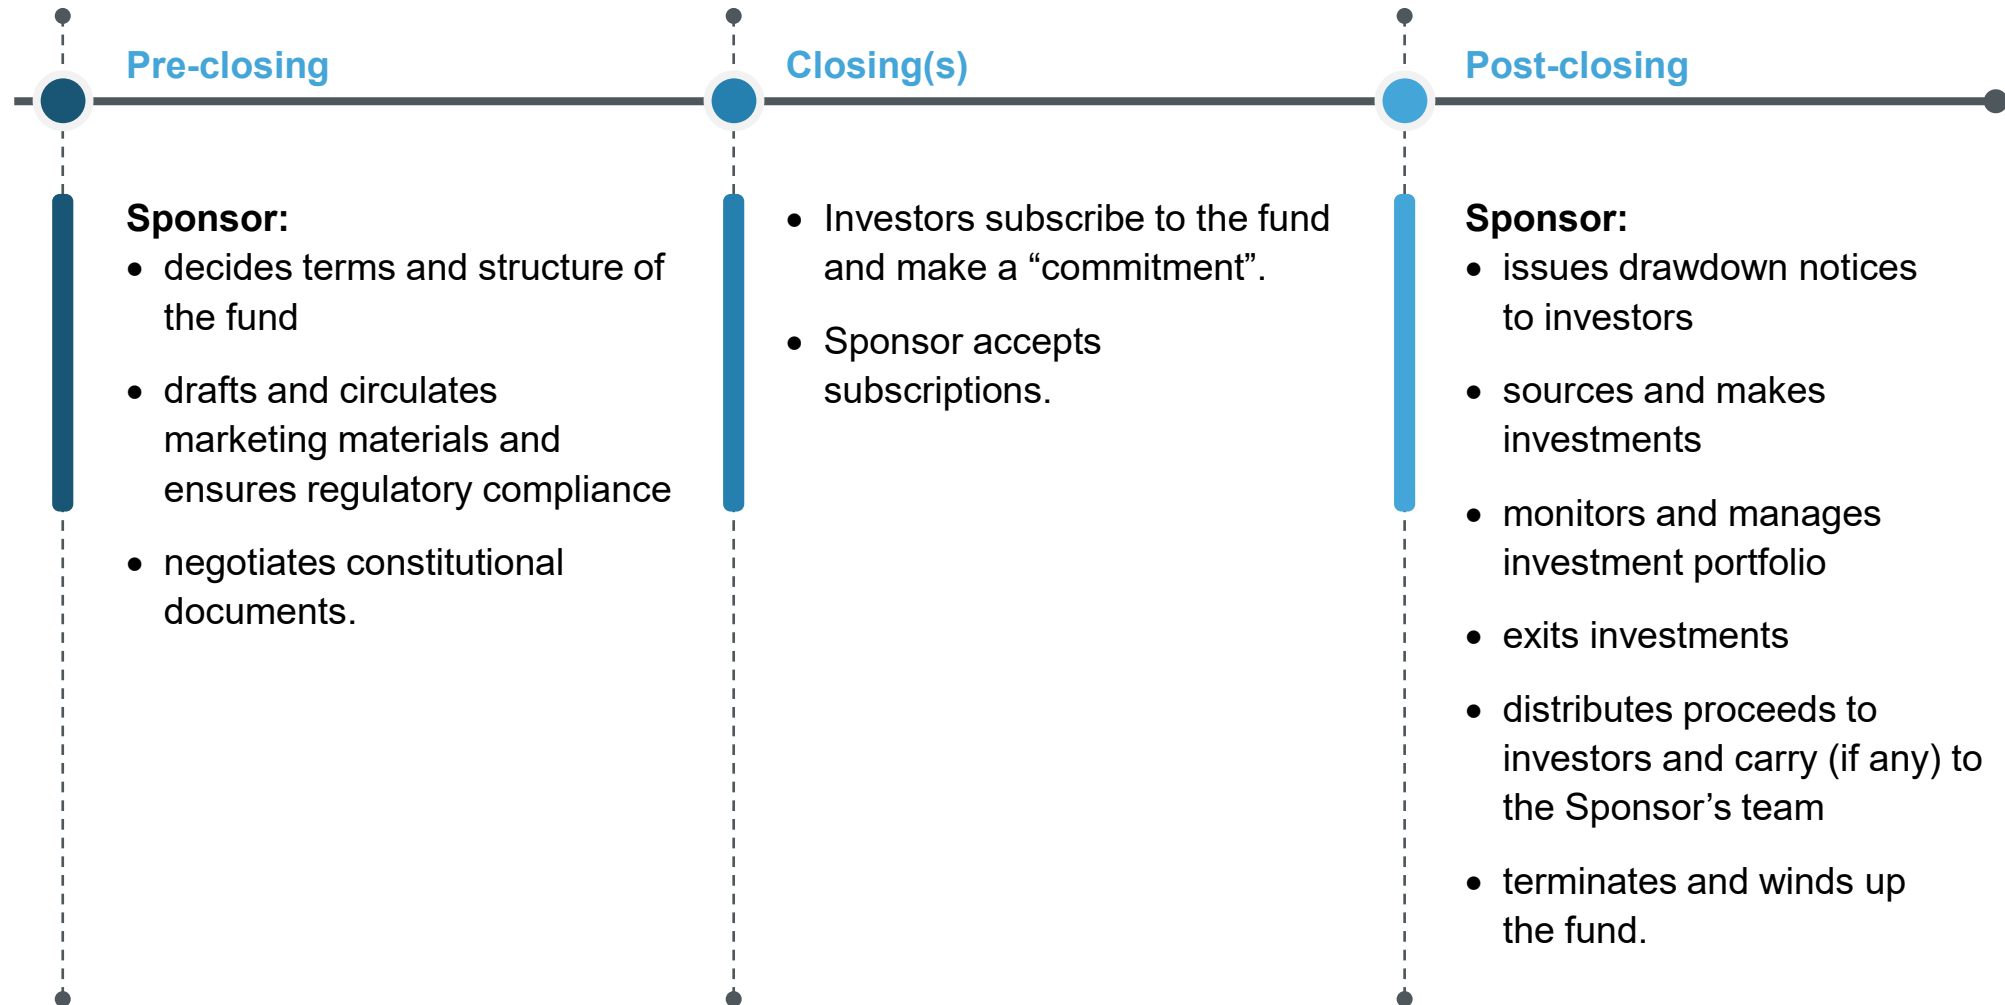 Pre-closing
Sponsor:
• decides terms and structure of
the fund
• drafts and circulates
marketing materials and
ensures regulatory compliance
• negotiates constitutional
documents.
Closing(s)
• Investors subscribe to the fund
and make a “commitment”.
• Sponsor accepts
subscriptions.
Post-closing
Sponsor:
• issues drawdown notices
to investors
• sources and makes
investments
• monitors and manages
investment portfolio
• exits investments
• distributes proceeds to
investors and carry (if any) to
the Sponsor’s team
• terminates and winds up
the fund.